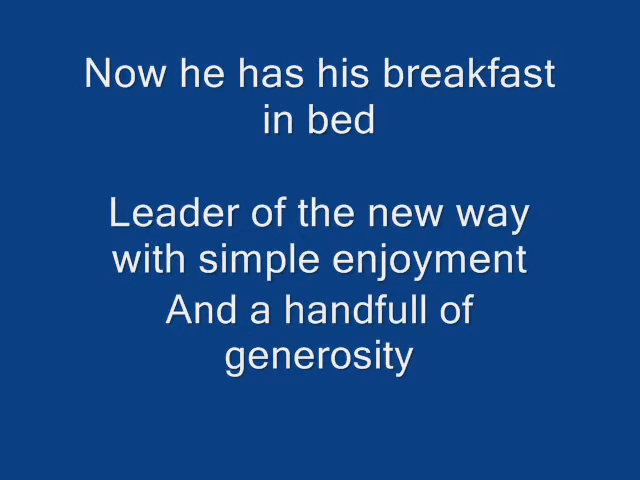 Now he has his breakfast
in bed
Leader of the new way
with simple enjoyment
And a handfull of
generosity